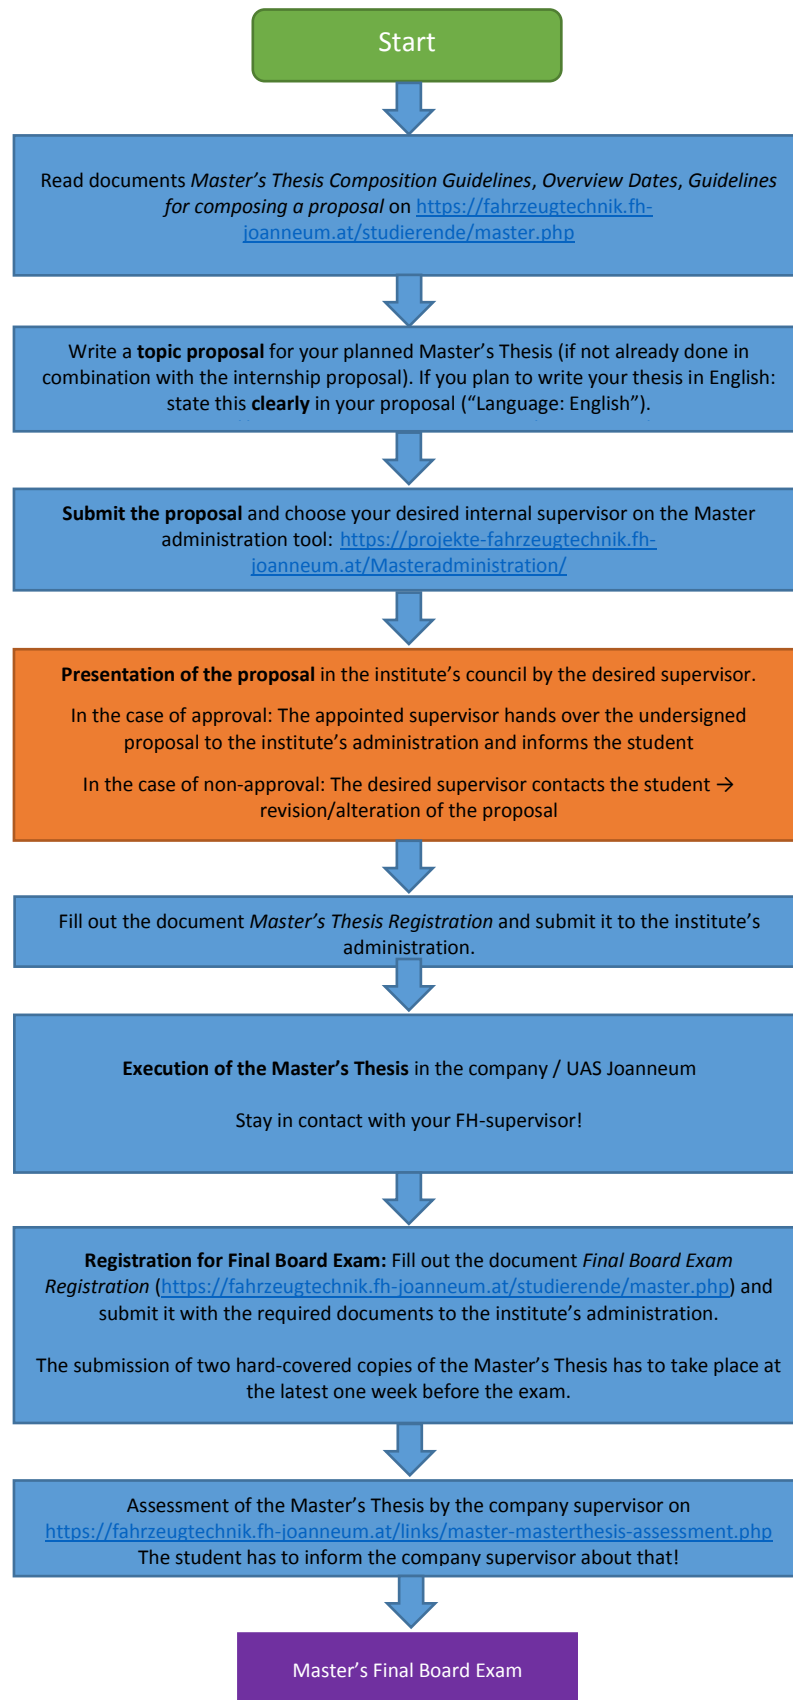 Start
Read documents Master’s Thesis Composition Guidelines, Overview Dates, Guidelines
for composing a proposal on https://fahrzeugtechnik.fh-
joanneum.at/studierende/master.php
Write a topic proposal for your planned Master’s Thesis (if not already done in
combination with the internship proposal). If you plan to write your thesis in English:
state this clearly in your proposal (“Language: English”).
Submit the proposal and choose your desired internal supervisor on the Master
administration tool: https://projekte-fahrzeugtechnik.fh-
joanneum.at/Masteradministration/
Presentation of the proposal in the institute’s council by the desired supervisor.
In the case of approval: The appointed supervisor hands over the undersigned
proposal to the institute’s administration and informs the student
In the case of non-approval: The desired supervisor contacts the student →
revision/alteration of the proposal
Fill out the document Master’s Thesis Registration and submit it to the institute’s
administration.
Execution of the Master’s Thesis in the company / UAS Joanneum
Stay in contact with your FH-supervisor!
Registration for Final Board Exam: Fill out the document Final Board Exam
Registration (https://fahrzeugtechnik.fh-joanneum.at/studierende/master.php) and
submit it with the required documents to the institute’s administration.
The submission of two hard-covered copies of the Master’s Thesis has to take place at
the latest one week before the exam.
Assessment of the Master’s Thesis by the company supervisor on
https://fahrzeugtechnik.fh-joanneum.at/links/master-masterthesis-assessment.php
The student has to inform the company supervisor about that!
Master’s Final Board Exam